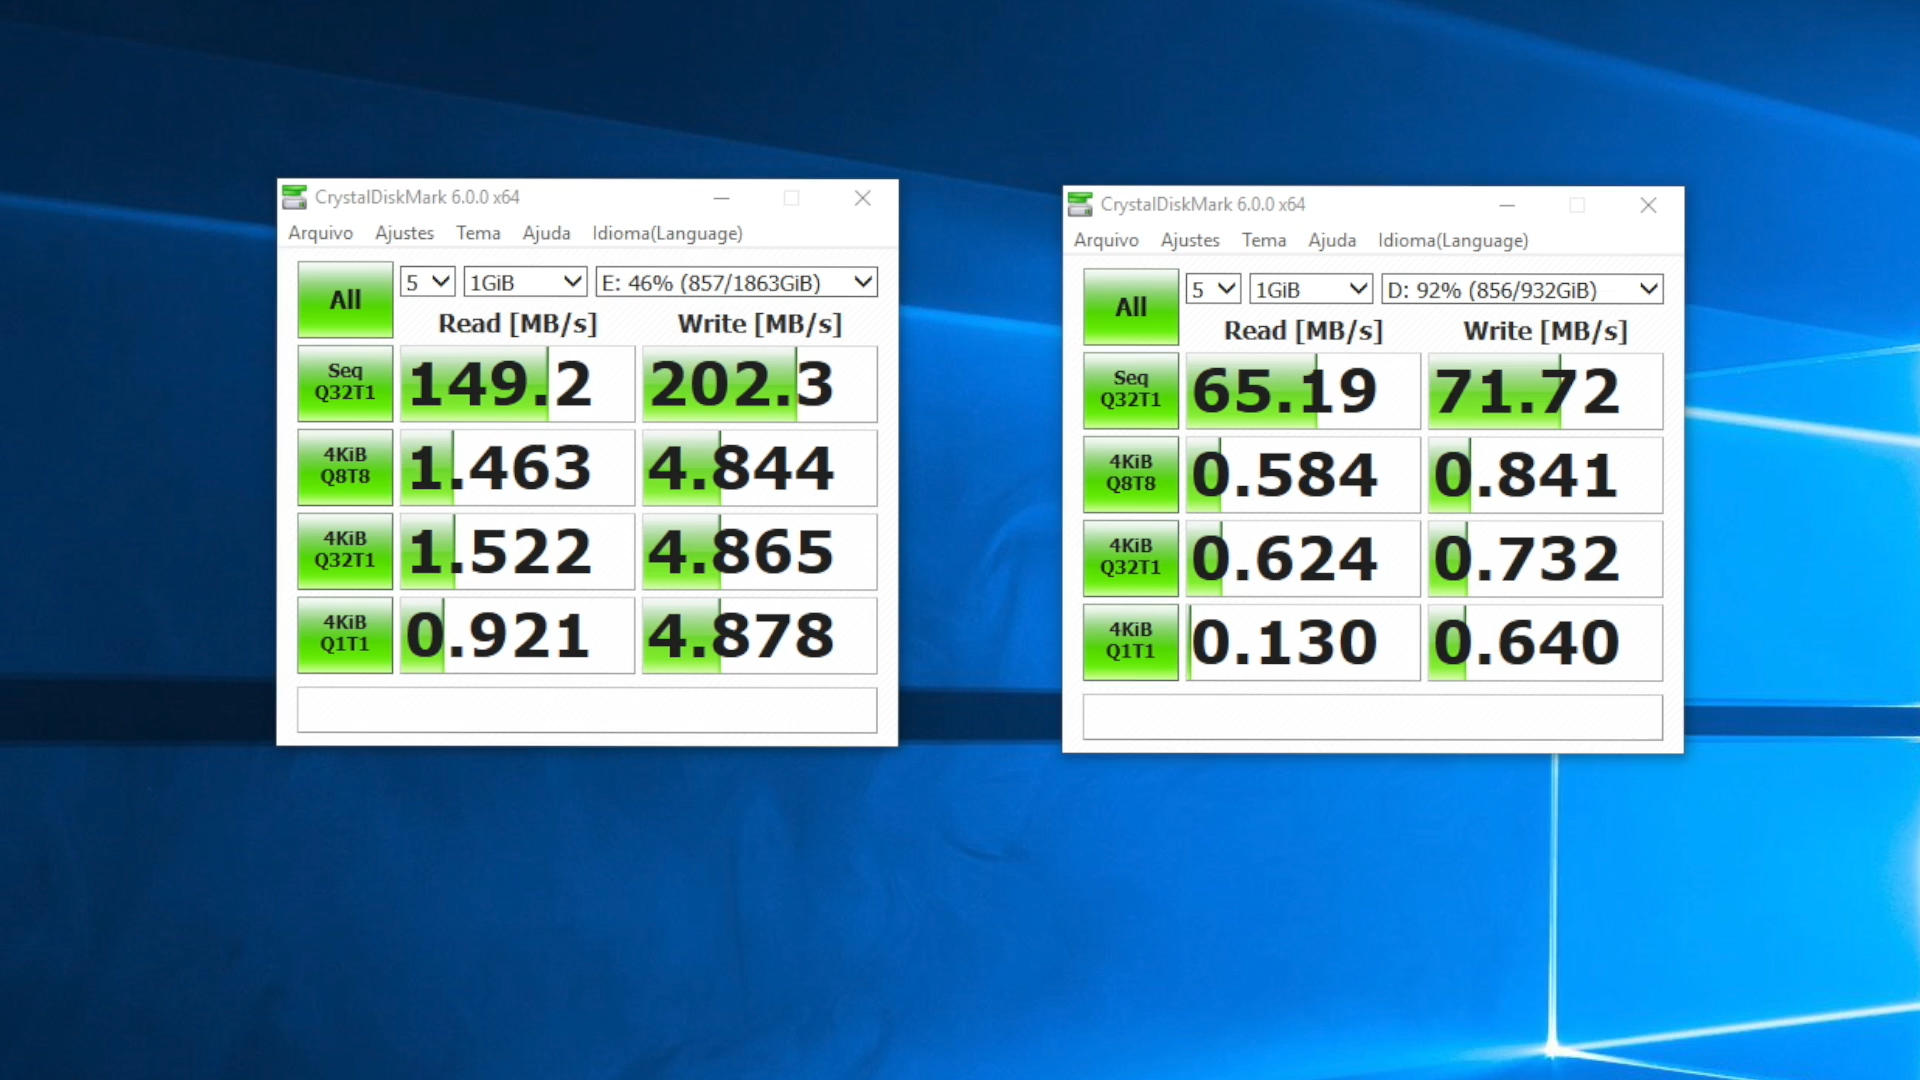 CrystalDiskMark 6.0.0 x64
Arquivo Ajustes Tema Ajuda Idioma(Language)
All 5 1GiB E: 46% (857/1863GiB)
Read [MB/s] Write [MB/s]
Seq
Q32T1 149.2 202.3
4KiB
Q8T8 1.463 4.844
4KiB
Q32T1 1.522 4.865
4KiB
Q1T1 0.921 4.878
CrystalDiskMark 6.0.0 x64
Arquivo Ajustes Tema Ajuda Idioma(Language)
All 5 1GiB D: 92% (856/932GiB)
Read [MB/s] Write [MB/s]
Seq
Q32T1 65.19 71.72
4KiB
Q8T8 0.584 0.841
4KiB
Q32T1 0.624 0.732
4KiB
Q1T1 0.130 0.640